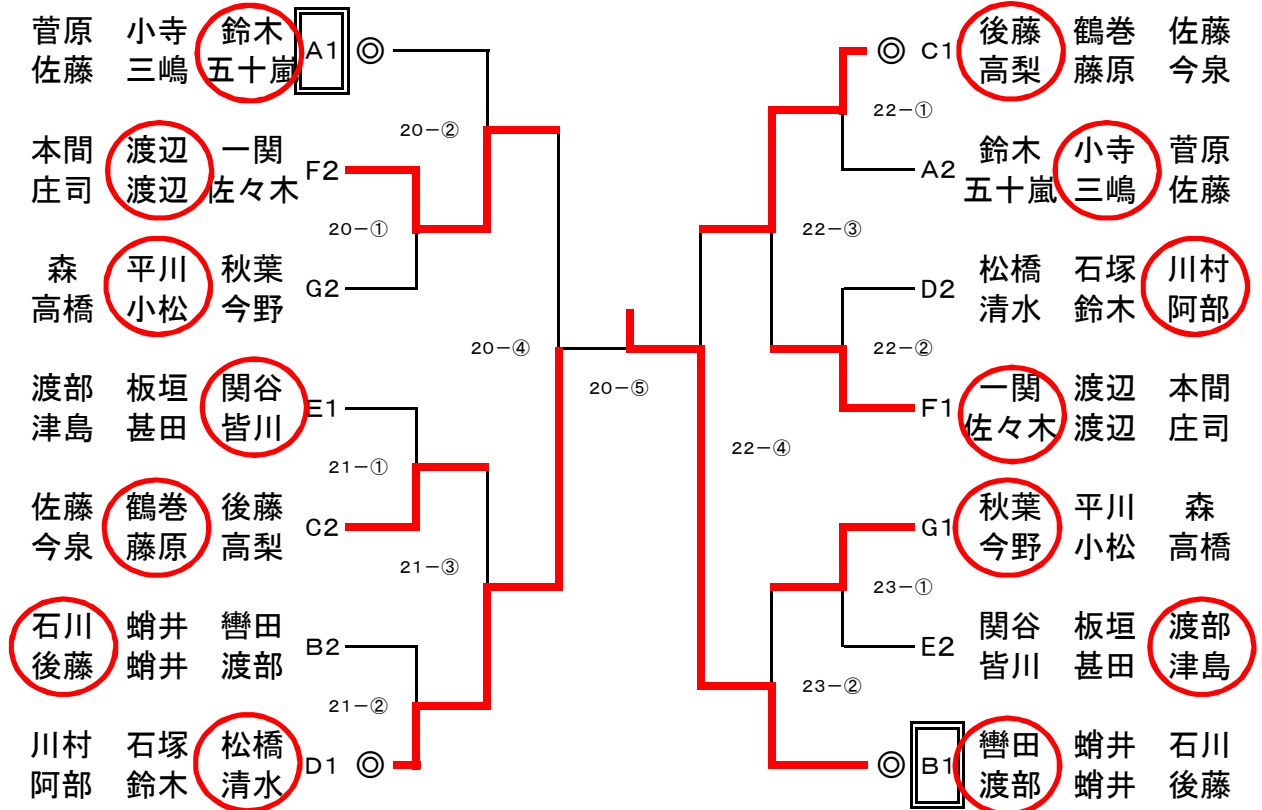 菅原 小寺 鈴木
佐藤 三嶋 五十嵐
A1 ◎
20-②
本間 渡辺 一関
庄司 渡辺 佐々木
F2
20-①
森 平川 秋葉
高橋 小松 今野
G2
20-④
渡部 板垣 関谷
津島 甚田 皆川
E1
21-①
佐藤 鶴巻 後藤
今泉 藤原 高梨
C2
21-③
石川 蛸井 轡田
後藤 蛸井 渡部
B2
21-②
川村 石塚 松橋
阿部 鈴木 清水
D1 ◎
20-⑤
◎ C1
後藤 鶴巻 佐藤
高梨 藤原 今泉
22-①
A2
鈴木 小寺 菅原
五十嵐 三嶋 佐藤
22-③
D2
松橋 石塚 川村
清水 鈴木 阿部
22-②
F1
一関 渡辺 本間
佐々木 渡辺 庄司
22-④
G1
秋葉 平川 森
今野 小松 高橋
23-①
E2
関谷 板垣 渡部
皆川 甚田 津島
23-②
◎ B1
轡田 蛸井 石川
渡部 蛸井 後藤